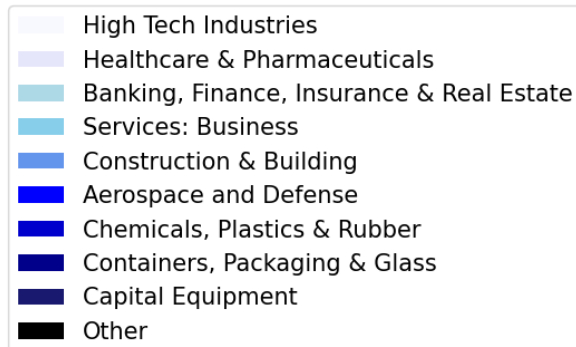 High Tech Industries
Healthcare & Pharmaceuticals
Banking, Finance, Insurance & Real Estate
Services: Business
Construction & Building
Aerospace and Defense
Chemicals, Plastics & Rubber
Containers, Packaging & Glass
Capital Equipment
Other